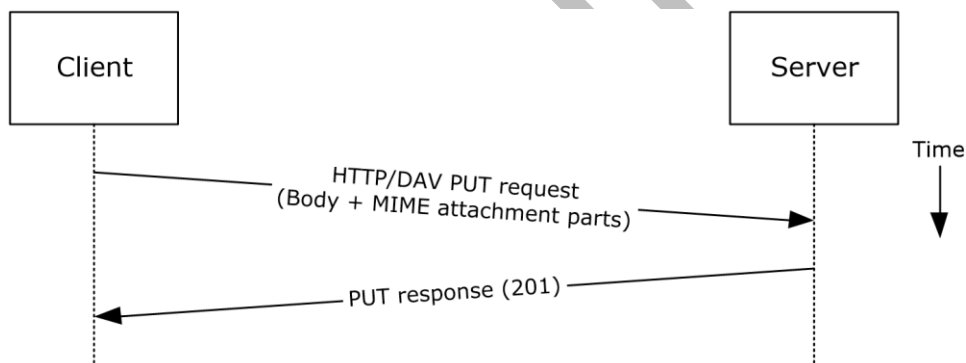 Client
Server
Time
HTTP/DAV PUT request
(Body + MIME attachment parts)
PUT response (201)